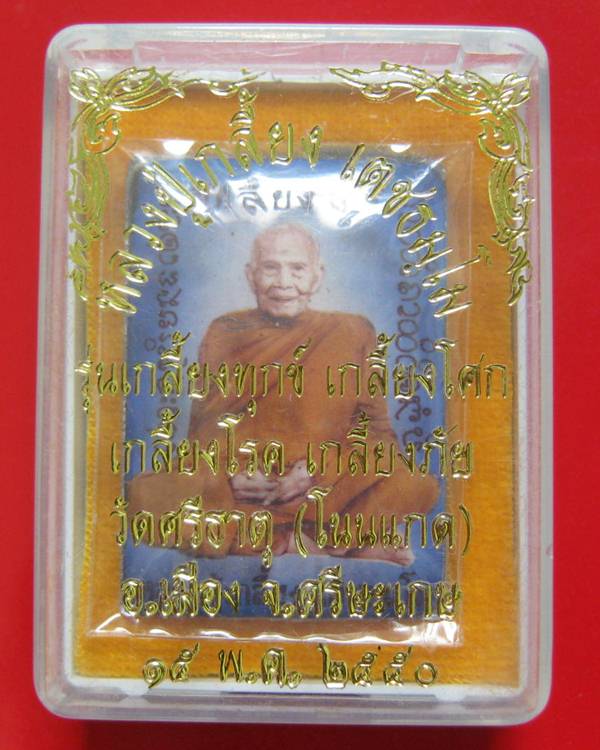 หลวงปู่เกลี้ยง เตชธมฺโม
รุ่นเกลี้ยงทุกข์ เกลี้ยงโศก
เกลี้ยงโรค เกลี้ยงภัย
วัดศรีธาตุ (โนนแกด)
อ.เมือง จ.ศรีษะเกษ
๑๕ พ.ค. ๒๕๕๐